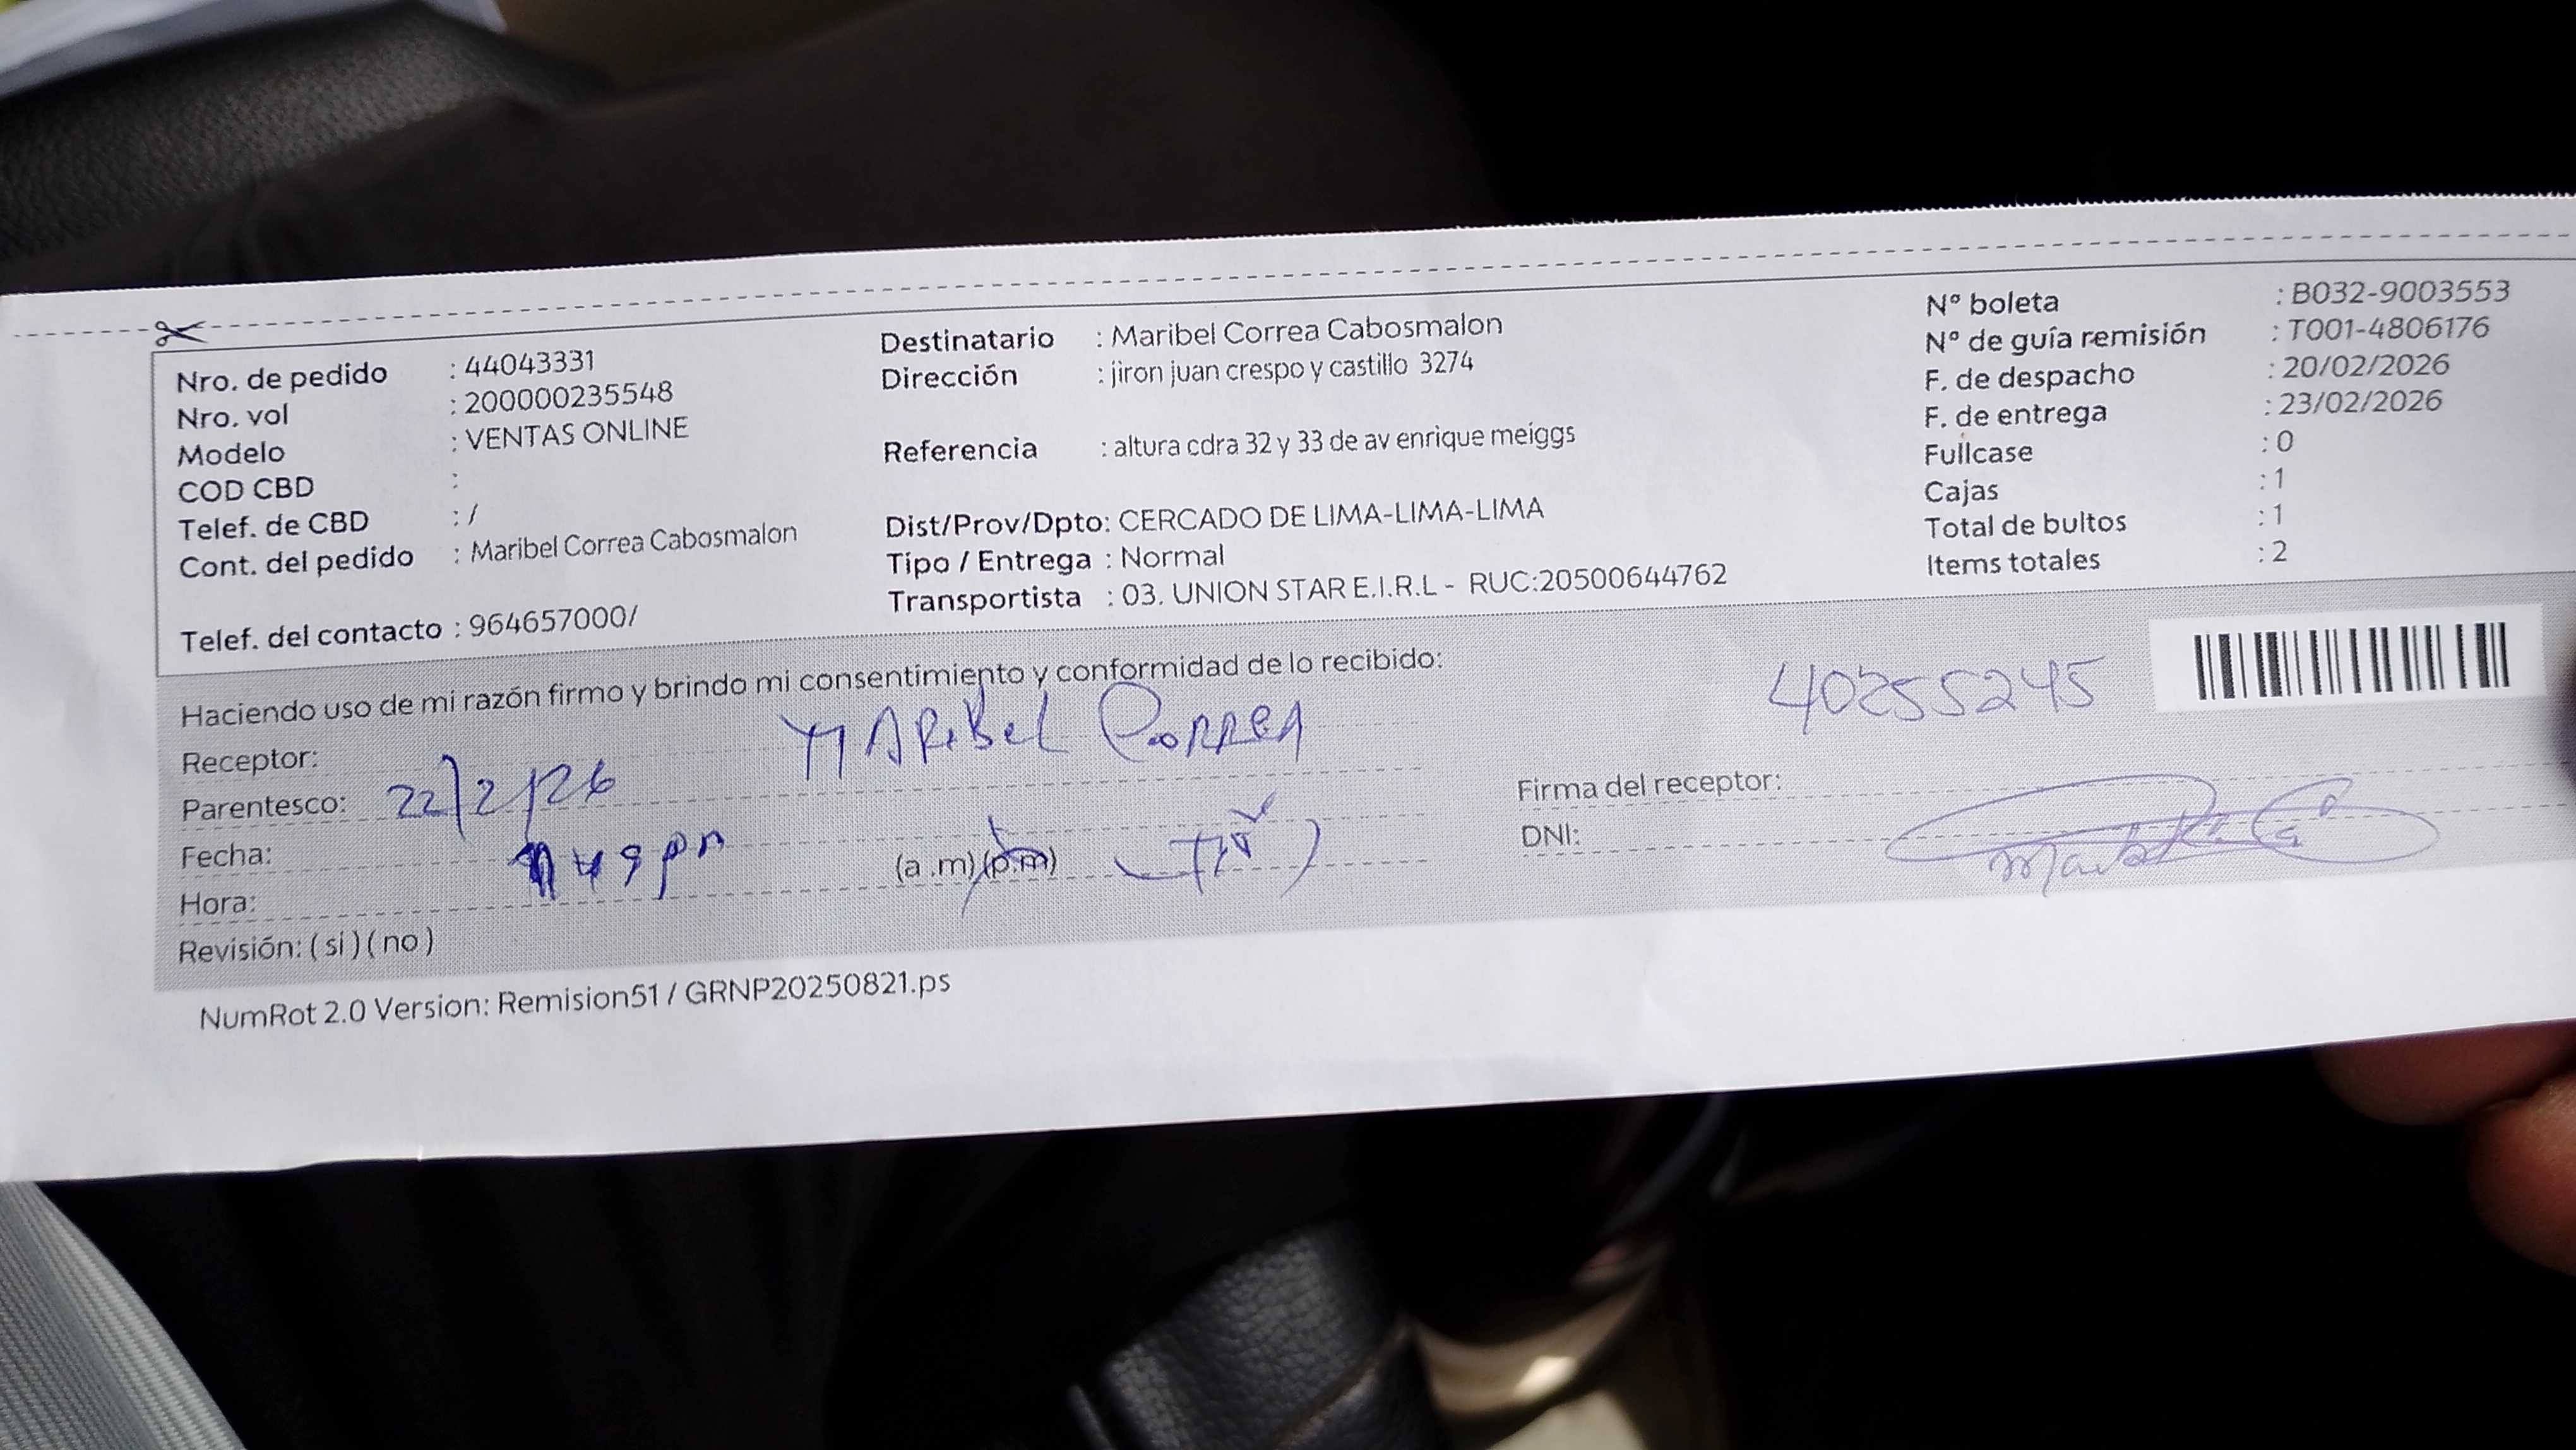 Nro. de pedido : 44043331
Nro. vol : 200000235548
Modelo : VENTAS ONLINE
COD CBD :
Telef. de CBD : /
Cont. del pedido : Maribel Correa Cabosmalon
Telef. del contacto : 964657000/
Destinatario : Maribel Correa Cabosmalon
Dirección : jiron juan crespo y castillo 3274
Referencia : altura cdra 32 y 33 de av enrique meiggs
Dist/Prov/Dpto: CERCADO DE LIMA-LIMA-LIMA
Tipo / Entrega : Normal
Transportista : 03. UNION STAR E.I.R.L - RUC:20500644762
Nº boleta : B032-9003553
Nº de guía remisión : T001-4806176
F. de despacho : 20/02/2026
F. de entrega : 23/02/2026
Fullcase : 0
Cajas : 1
Total de bultos : 1
Items totales : 2
Haciendo uso de mi razón firmo y brindo mi consentimiento y conformidad de lo recibido:
Receptor: MARiBel CORREA
40255245
Parentesco: 22/2/26
Firma del receptor:
Fecha: 49 pm (a.m)(p.m)
DNI:
Hora:
Revisión: ( si ) ( no )
NumRot 2.0 Version: Remision51 / GRNP20250821.ps